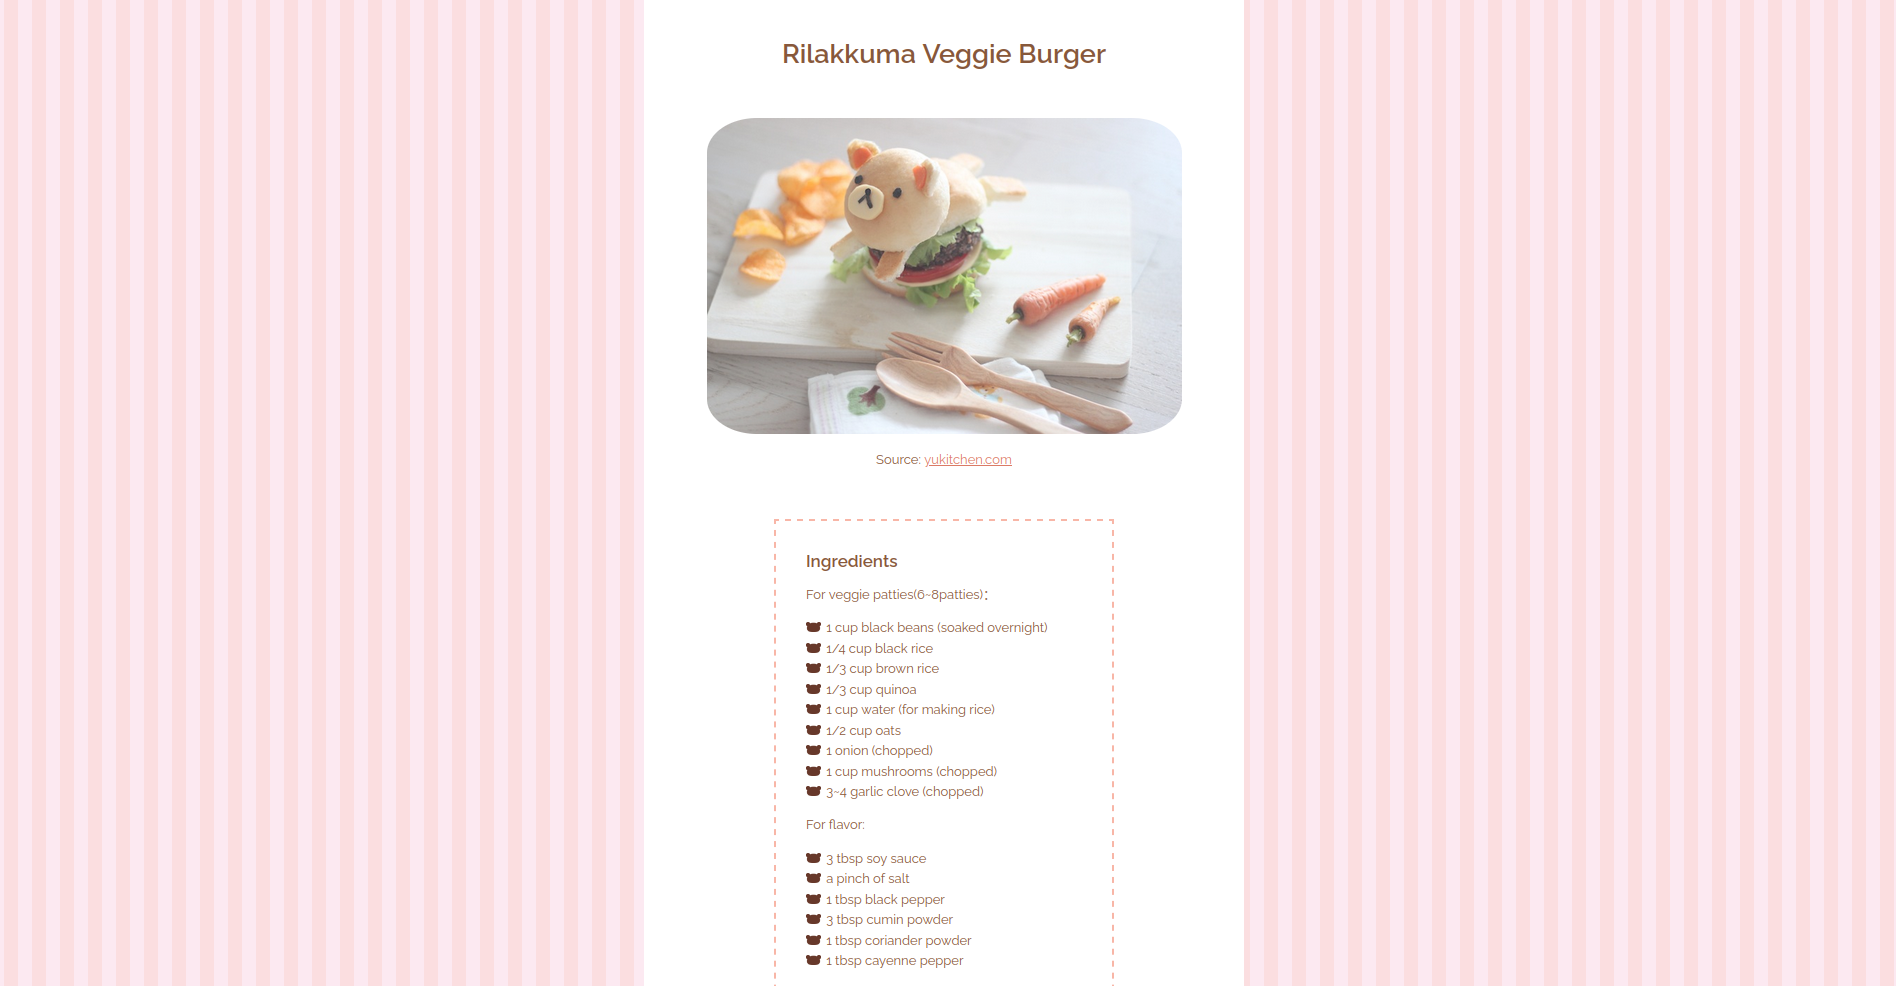 Rilakkuma Veggie Burger
Source: yukitchen.com
Ingredients
For veggie patties(6~8patties)：
1 cup black beans (soaked overnight)
1/4 cup black rice
1/3 cup brown rice
1/3 cup quinoa
1 cup water (for making rice)
1/2 cup oats
1 onion (chopped)
1 cup mushrooms (chopped)
3~4 garlic clove (chopped)
For flavor:
3 tbsp soy sauce
a pinch of salt
1 tbsp black pepper
3 tbsp cumin powder
1 tbsp coriander powder
1 tbsp cayenne pepper